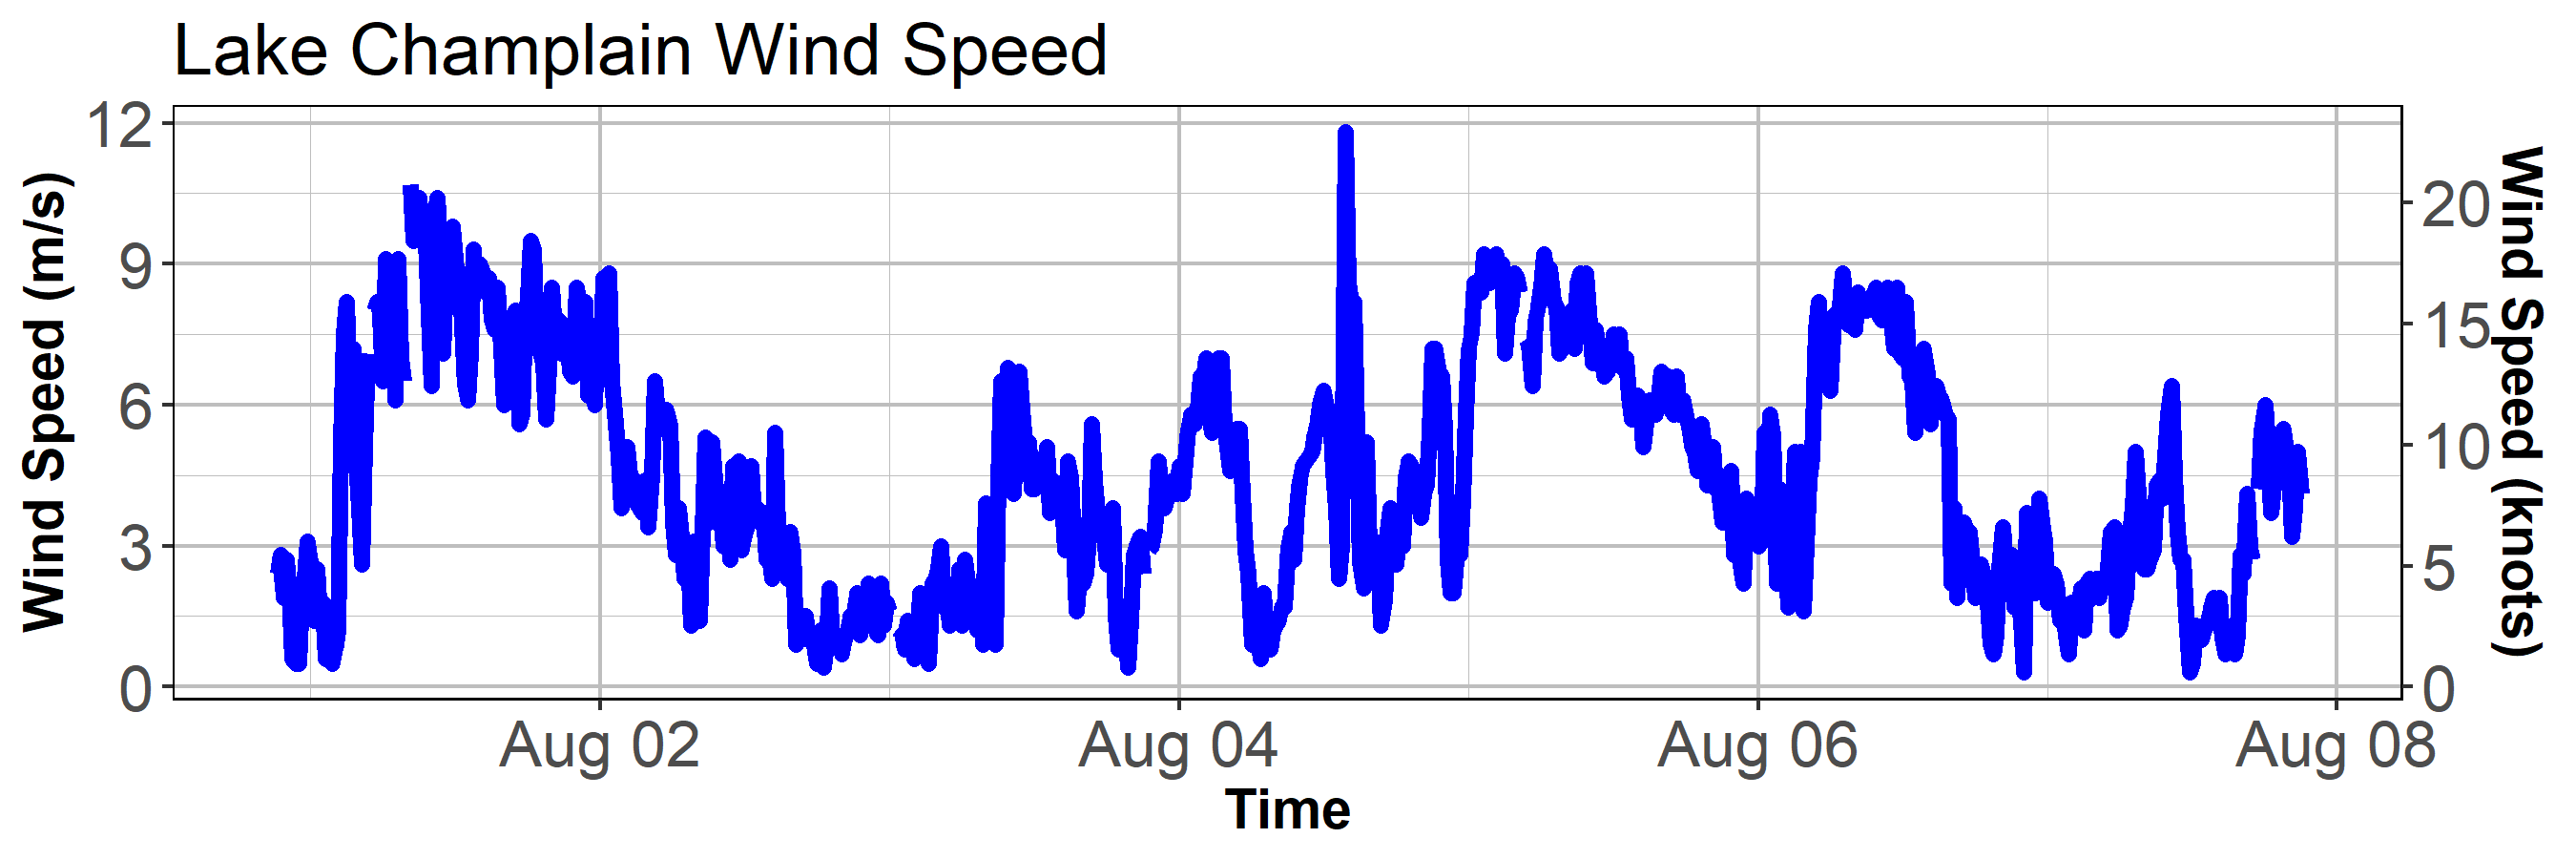 Lake Champlain Wind Speed
12
9
6
3
0
Wind Speed (m/s)
20
15
10
5
0
Wind Speed (knots)
Aug 02
Aug 04
Aug 06
Aug 08
Time